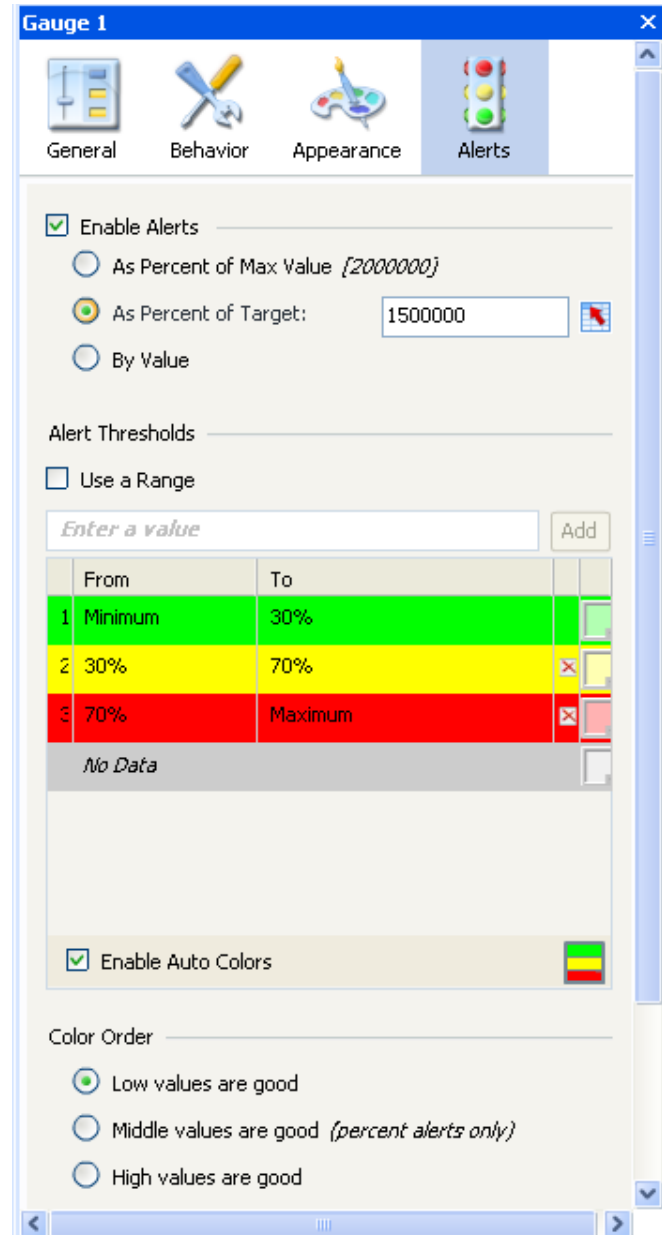 Gauge 1
General Behavior Appearance Alerts
Enable Alerts
As Percent of Max Value {2000000}
As Percent of Target: 1500000
By Value
Alert Thresholds
Use a Range
Enter a value Add
From To
1 Minimum 30%
2 30% 70%
3 70% Maximum
No Data
Enable Auto Colors
Color Order
Low values are good
Middle values are good (percent alerts only)
High values are good